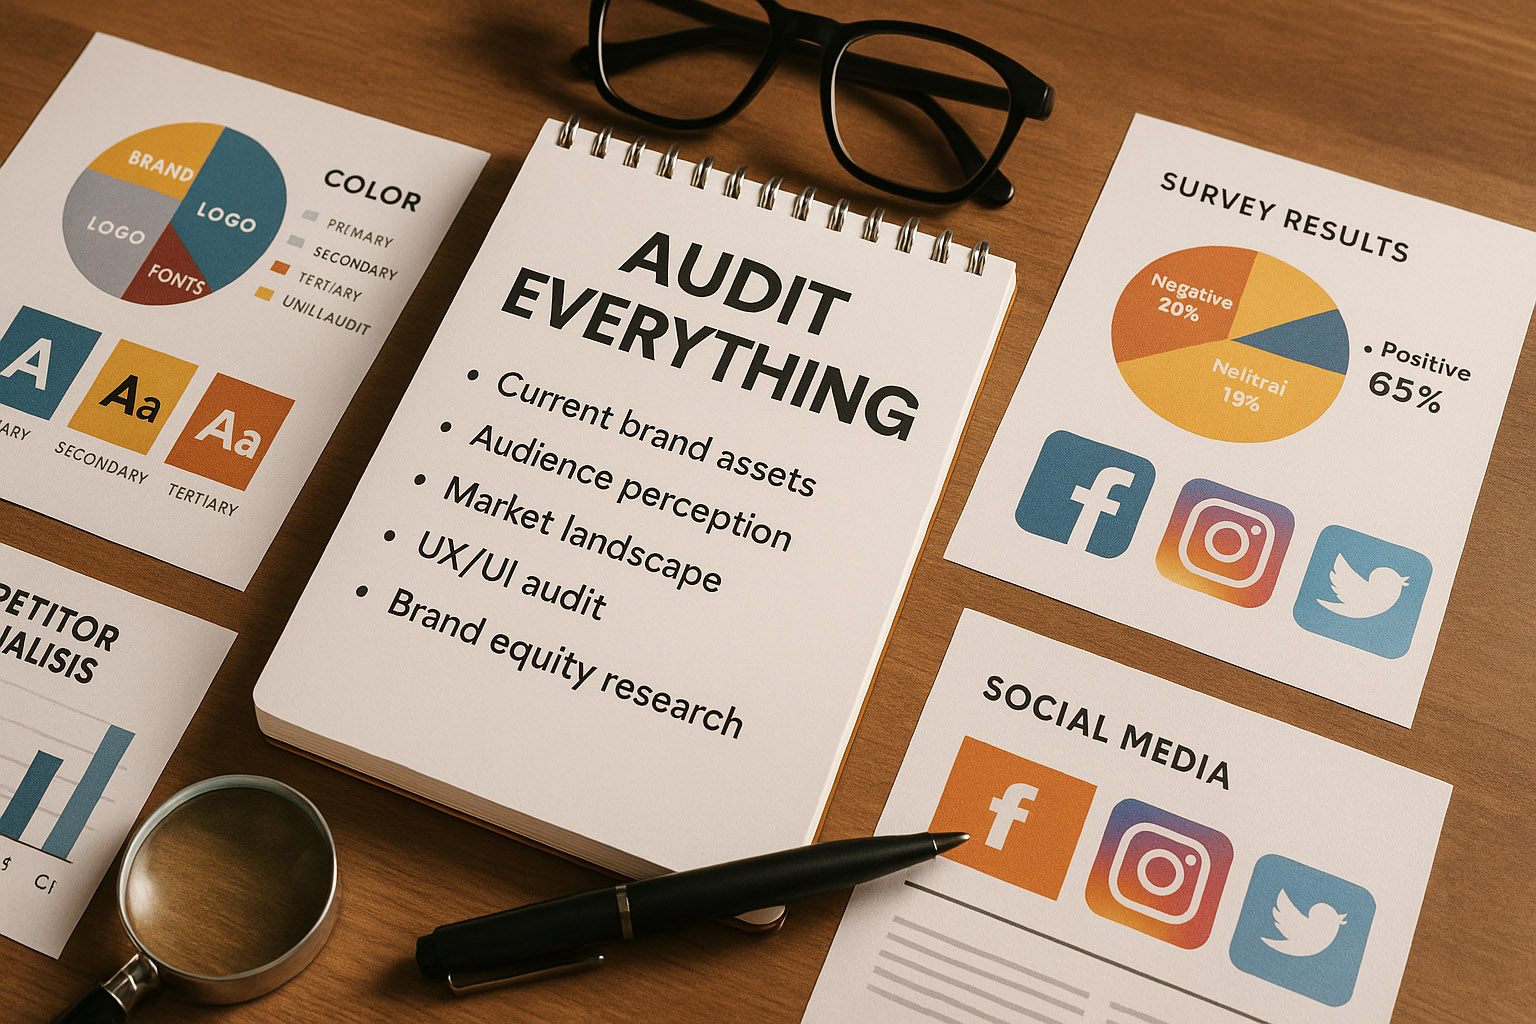 BRAND
LOGO
LOGO
FONTS
COLOR
PRIMARY
SECONDARY
TERTIARY
UNILLAUDIT
A
Aa
Aa
ARY
SECONDARY
TERTIARY
PETITOR
IALISIS
$
AUDIT
EVERYTHING
• Current brand assets
• Audience perception
• Market landscape
• UX/UI audit
• Brand equity research
SURVEY RESULTS
Negative
20%
Nelitrai
19%
• Positive
65%
SOCIAL MEDIA